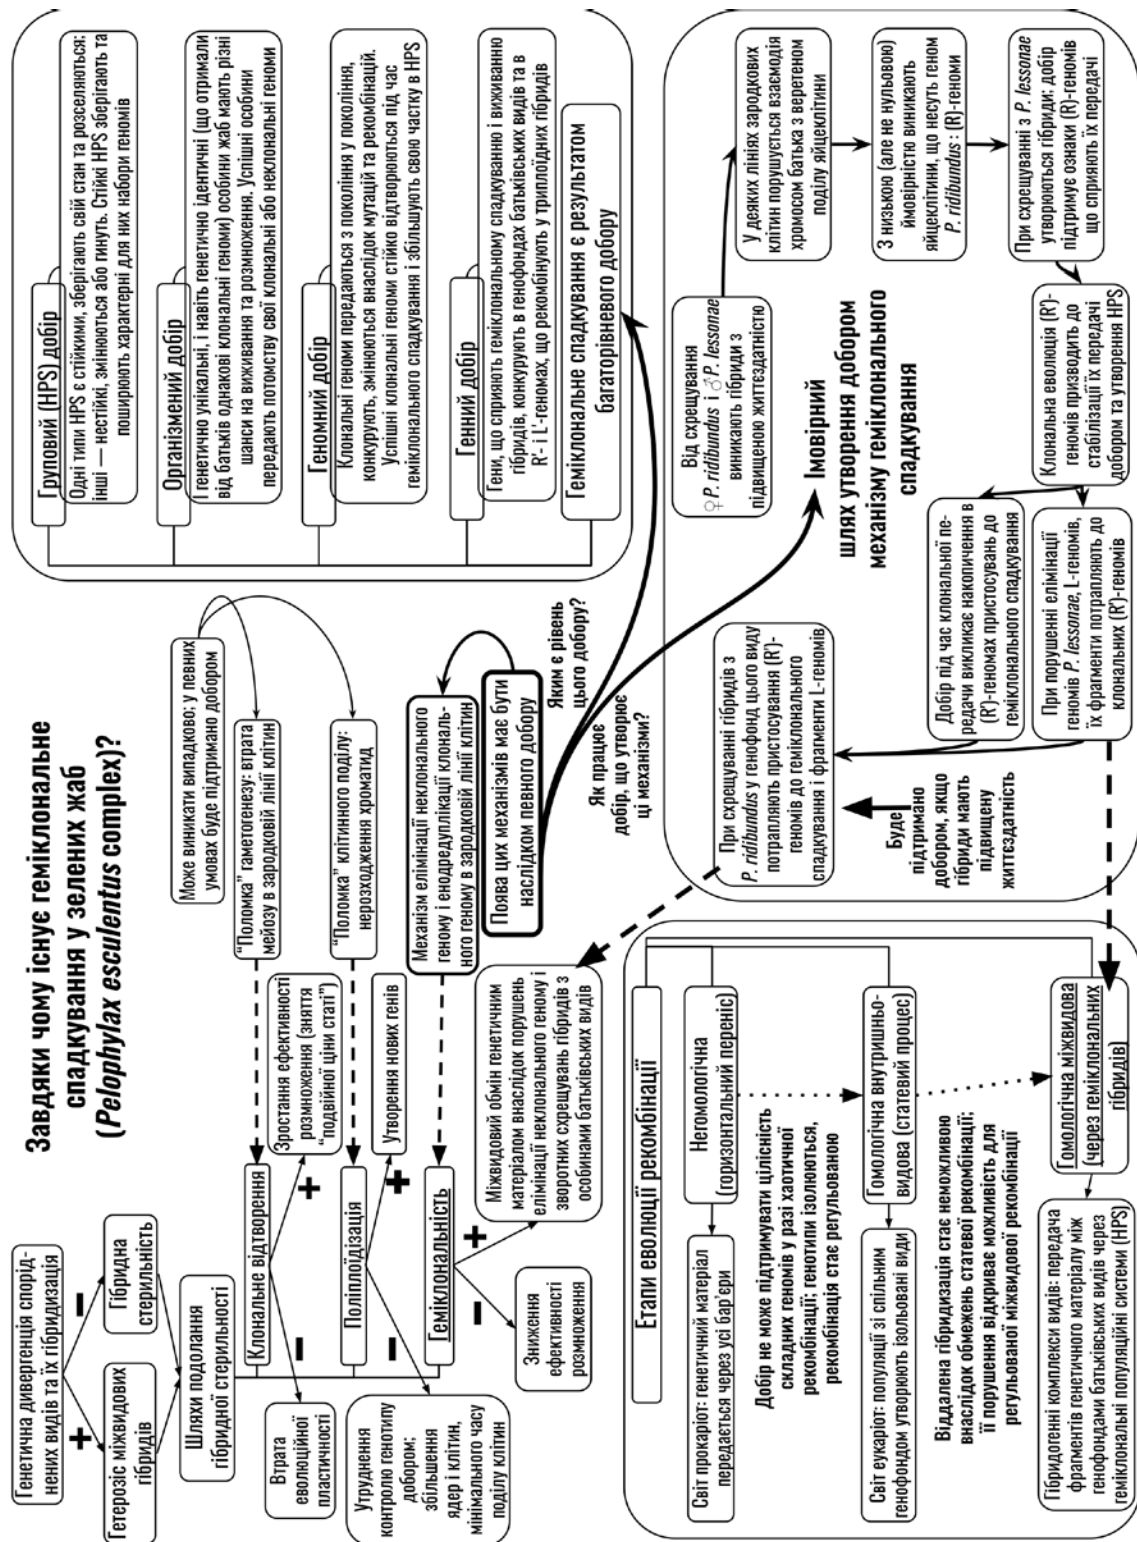 Завдяки чому існує геміклональне
спадкування у зелених жаб
(Pelophylax esculentus complex)?
Генетична дивергенція спорід-
нених видів та їх гібридизація
+
−
Гетерозіс міжвидових
гібридів
Гібридна
стерильність
Шляхи подолання
гібридної стерильності
Клональне відтворення
−
+
Втрата
еволюційної
пластичності
Зростання ефективності
розмноження (зняття
“подвійної ціни статі”)
Поліплоїдізація
−
+
Утруднення
контролю генотипу
добором;
збільшення
ядер і клітин,
мінімального часу
поділу клітин
Утворення нових генів
Геміклональність
−
+
Зниження
ефективності
розмноження
Міжвидовий обмін генетичним
матеріалом внаслідок порушень
елімінації неклонального геному і
зворотних схрещувань гібридів з
особинами батьківських видів
Може виникати випадково; у певних
умовах буде підтримано добором
“Поломка” гаметогенезу: втрата
мейозу в зародковій лінії клітин
“Поломка” клітинного поділу:
нерозходження хроматид
Механізм елімінації неклонального
геному і енодредуплікації клональ-
ного геному в зародковій лінії клітин
Поява цих механізмів має бути
наслідком певного добору
Яким є рівень
цього добору?
Як працює
добір, що утворює
ці механізми?
Груповий (HPS) добір
Одні типи HPS є стійкими, зберігають свій стан та розселяються;
інші — нестійкі, змінюються або гинуть. Стійкі HPS зберігають та
поширюють характерні для них набори геномів
Організмений добір
І генетично унікальні, і навіть генетично ідентичні (що отримали
від батьків однакові клональні геноми) особини жаб мають різні
шанси на виживання та розмноження. Успішні особини
передають потомству свої клональні або неклональні геноми
Геномний добір
Клональні геноми передаються з покоління у покоління,
конкурують, змінюються внаслідок мутацій та рекомбінацій.
Успішні клональні геноми стійко відтворюються під час
геміклонального спадкування і збільшують свою частку в HPS
Генний добір
Гени, що сприяють геміклональному спадкуванню і виживанню
гібридів, конкурують в генофондах батьківських видів та в
R'- і L'-геномах, що рекомбінують у триплоїдних гібридів
Геміклональне спадкування є результатом
багаторівневого добору
Імовірний
шлях утворення добором
механізму геміклонального
спадкування
Від схрещування
♀P. ridibundus і ♂P. lessonae
виникають гібриди з
підвищеною життєздатністю
У деяких лініях зародкових
клітин порушується взаємодія
хромосом батька з веретеном
поділу яйцеклітини
З низькою (але не нульовою)
ймовірністю виникають
яйцеклітини, що несуть геном
P. ridibundus : (R)-геноми
При схрещуванні з P. lessonae
утворюються гібриди; добір
підтримує ознаки (R)-геномів
що сприяють їх передачі
Клональна еволюція (R')-
геномів призводить до
стабілізації їх передачі
добором та утворення HPS
Добір під час клональної пе-
редачи викликає накопичення в
(R')-геномах пристосувань до
геміклонального спадкування
При порушенні елімінації
геномів P. lessonae, L-геномів,
їх фрагменти потрапляють до
клональних (R')-геномів
При схрещуванні гібридів з
P. ridibundus у генофонд цього виду
потрапляють пристосування (R')-
геномів до геміклонального
спадкування і фрагменти L-геномів
Буде
підтримано
добором, якщо
гібриди мають
підвищену
життєздатність
Етапи еволюції рекомбінації
Негомологічна
(горизонтальний переніс)
Світ прокаріот: генетичний матеріал
передається через усі бар'єри
Добір не може підтримувати цілісність
складних геномів у разі хаотичної
рекомбінації; генотипи ізолюються,
рекомбінація стає регульованою
Гомологічна внутришньо-
видова (статевий процес)
Світ еукаріот: популяції зі спільним
генофондом утворюють ізольовані види
Віддалена гібридизація стає неможливою
внаслідок обмежень статевої рекомбінації;
її порушення відкриває можливість для
регульованої міжвидової рекомбінації
Гомологічна міжвидова
(через геміклональних
гібридів)
Гібридогенні комплекси видів: передача
фрагментів генетичного матеріалу між
генофондами батьківських видів через
геміклональні популяційні системи (HPS)